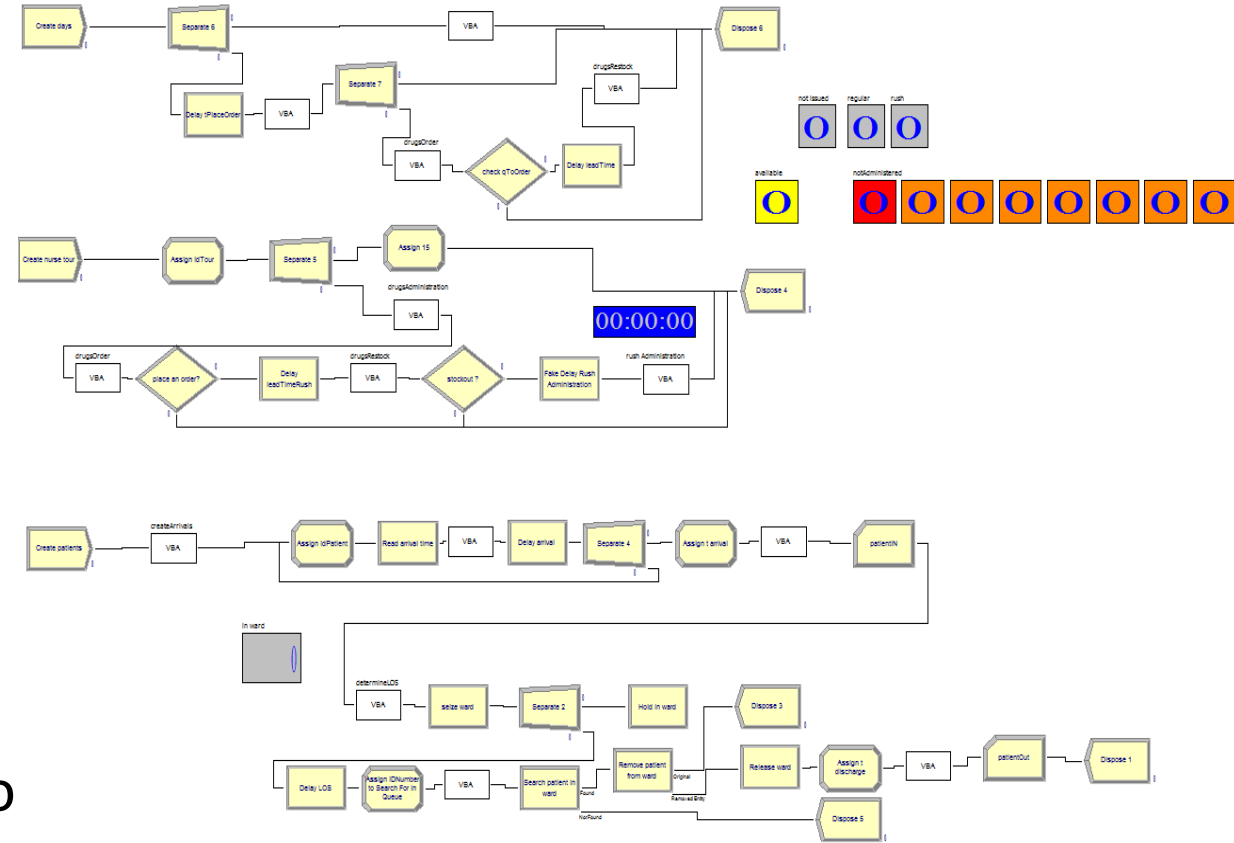 Create days
Separate 6
VBA
Dispose 6
Delay tPlaceOrder
VBA
Separate 7
drugsRestock
VBA
drugsOrder
VBA
check qToOrder
Delay leadTime
not issued
regular
rush
O
O
O
available
O
notAdministered
O
O
O
O
O
O
O
O
Create nurse tour
Assign idTour
Separate 5
Assign 15
drugsAdministration
VBA
Dispose 4
00:00:00
drugsOrder
VBA
place an order?
Delay
leadTimeRush
drugsRestock
VBA
stockout ?
Fake Delay Rush
Administration
rush Administration
VBA
Create patients
createArrivals
VBA
Assign idPatient
Read arrival time
VBA
Delay arrival
Separate 4
Assign t arrival
VBA
patientIN
In ward
determineLOS
VBA
seize ward
Separate 2
Hold in ward
Dispose 3
Delay LOS
Assign IDNumber
to Search For in
Queue
VBA
Search patient in
ward
Found
NotFound
Remove patient
from ward
Original
Removed Entity
Release ward
Assign t
discharge
VBA
patientOut
Dispose 1
Dispose 5